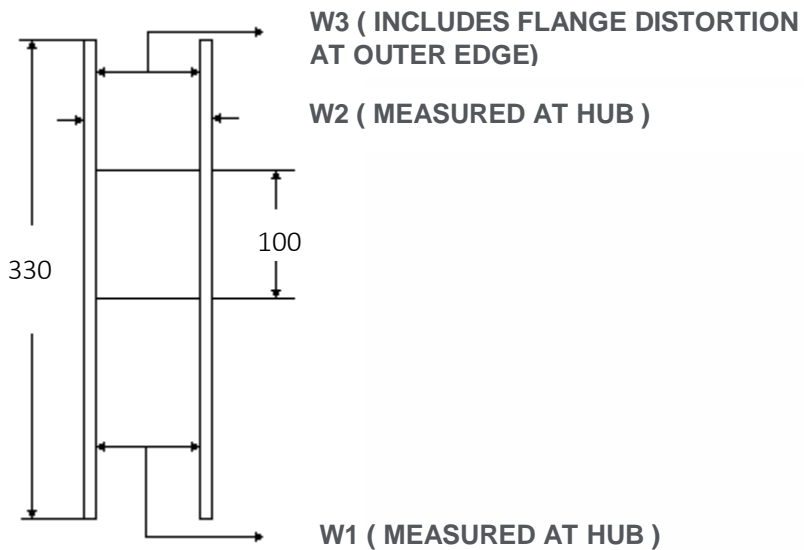 W3 ( INCLUDES FLANGE DISTORTION
AT OUTER EDGE)
W2 ( MEASURED AT HUB )
100
330
W1 ( MEASURED AT HUB )